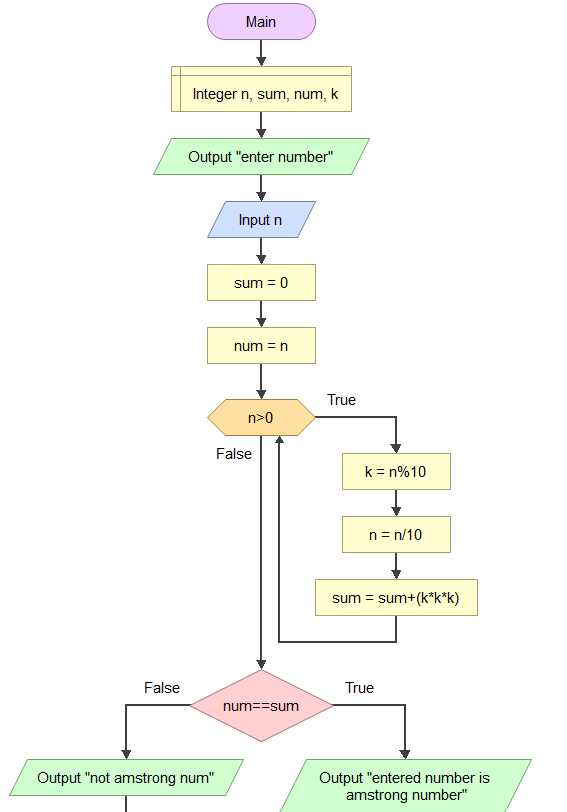 Main
Integer n, sum, num, k
Output "enter number"
Input n
sum = 0
num = n
n>0
True
False
k = n%10
n = n/10
sum = sum+(k*k*k)
False
True
num==sum
Output "not amstrong num"
Output "entered number is
amstrong number"